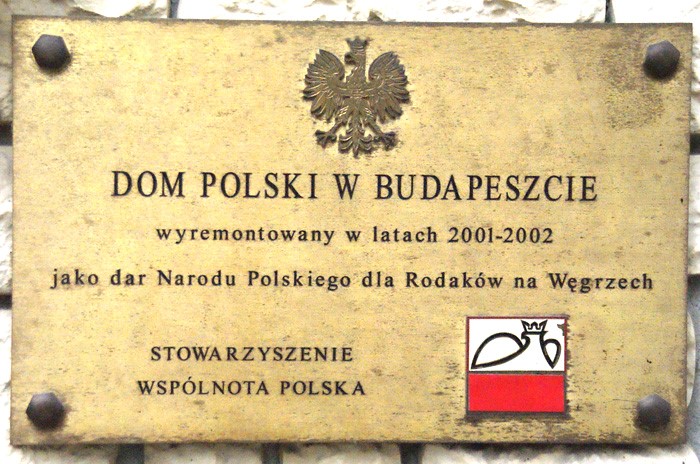 DOM POLSKI W BUDAPESZCIE
wyremontowany w latach 2001-2002
jako dar Narodu Polskiego dla Rodaków na Węgrzech
STOWARZYSZENIE
WSPÓLNOTA POLSKA